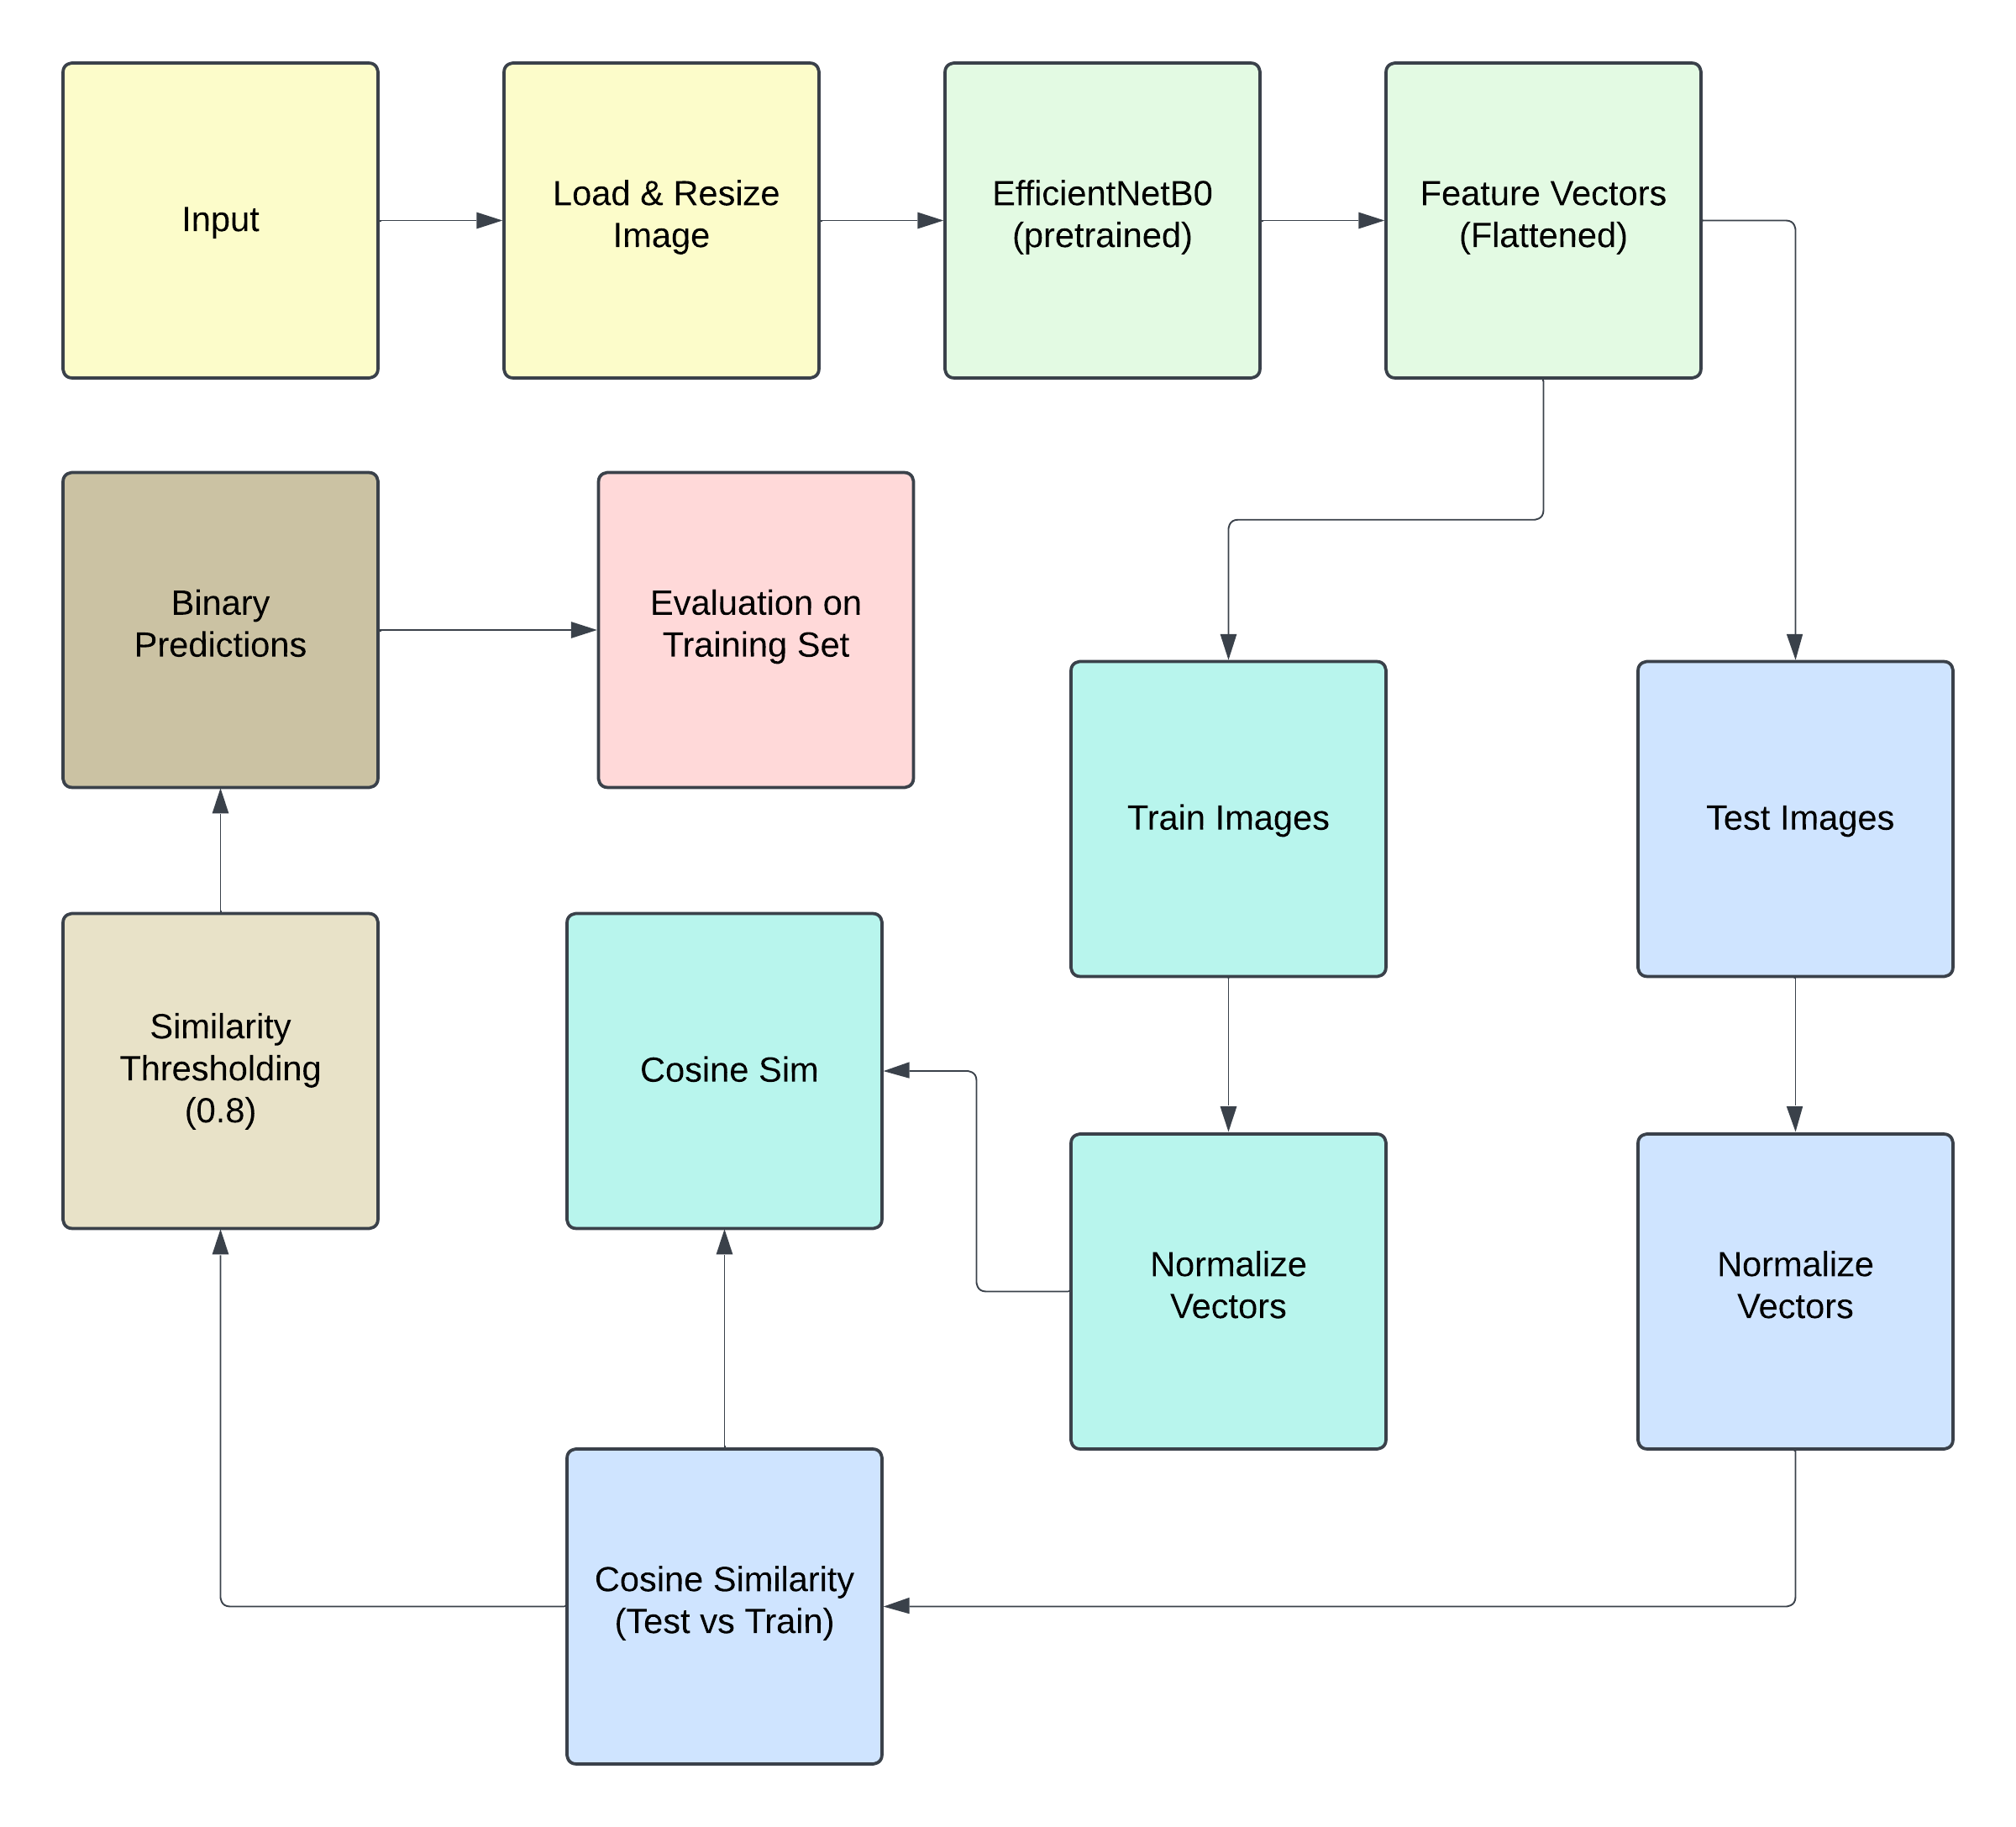 Input
Load & Resize
Image
EfficientNetB0
(pretrained)
Feature Vectors
(Flattened)
Binary
Predictions
Evaluation on
Training Set
Train Images
Test Images
Similarity
Thresholding
(0.8)
Cosine Sim
Normalize
Vectors
Normalize
Vectors
Cosine Similarity
(Test vs Train)